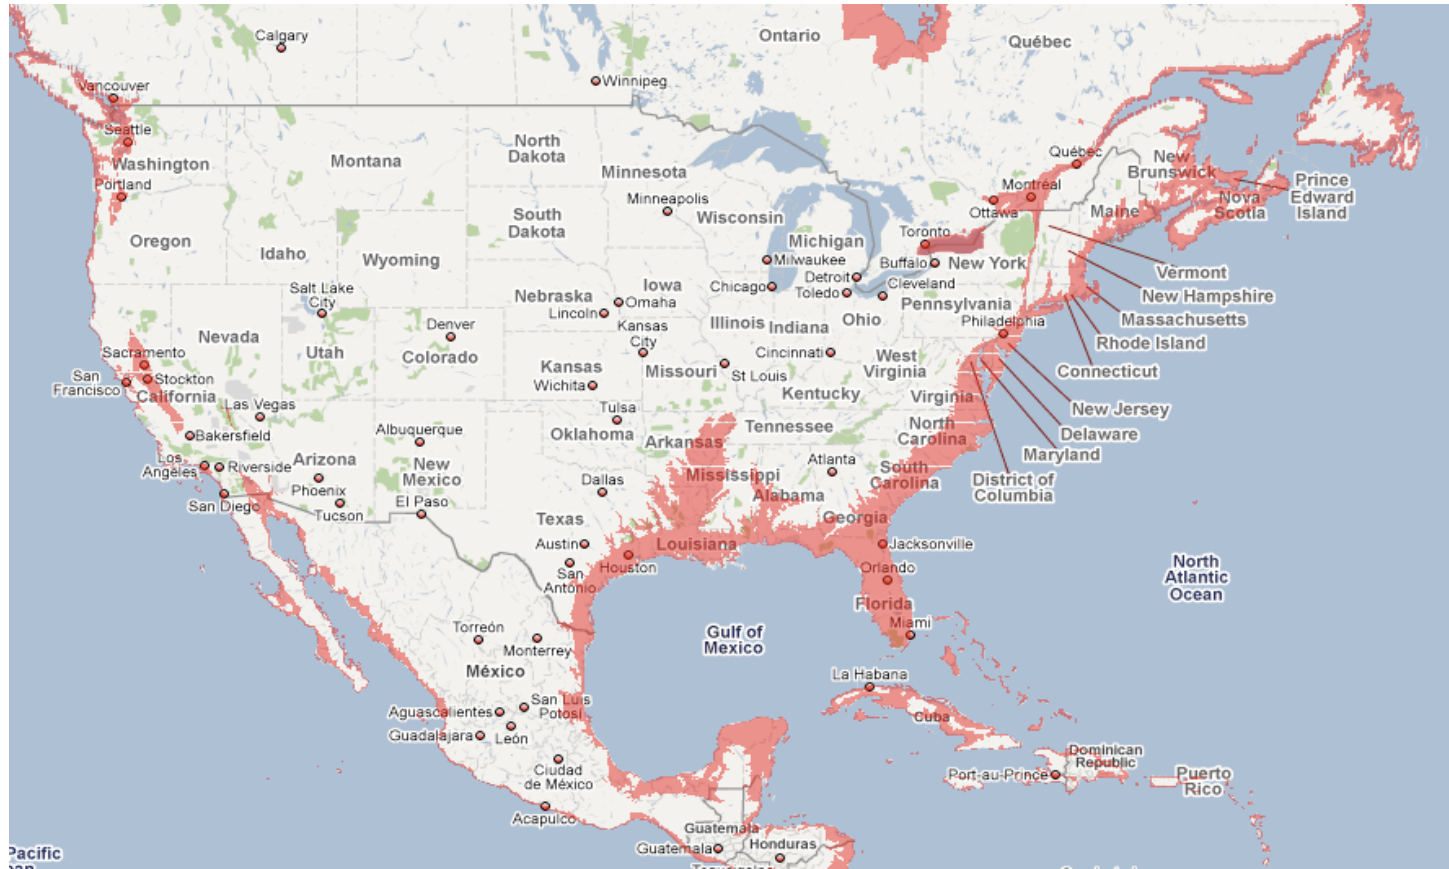 Ontario
Québec
Calgary
Winnipeg
Vancouver
Seattle
Washington
Montana
North
Dakota
Minnesota
Québec
New
Brunswick
Prince
Edward
Island
Portland
Minneapolis
Montréal
Ottawa
Nova
Scotia
Maine
South
Dakota
Wisconsin
Oregon
Idaho
Wyoming
Michigan
Toronto
Buffalo
New York
Milwaukee
Detroit
Chicago
Toledo
Cleveland
Vermont
New Hampshire
Massachusetts
Rhode Island
Connecticut
Salt Lake
City
Nebraska
Iowa
Omaha
Lincoln
Pennsylvania
Philadelphia
Nevada
Utah
Denver
Colorado
Kansas
City
Illinois
Indiana
Ohio
Sacramento
San
Francisco
Stockton
California
Kansas
Wichita
Missouri
St Louis
Cincinnati
West
Virginia
Kentucky
Virginia
New Jersey
Delaware
Maryland
District of
Columbia
Las Vegas
Bakersfield
Los
Angeles
Riverside
San Diego
Arizona
Phoenix
Tucson
Albuquerque
New
Mexico
El Paso
Tulsa
Oklahoma
Arkansas
Tennessee
North
Carolina
Dallas
Mississippi
Alabama
Atlanta
South
Carolina
Georgia
Texas
Austin
San
Antonio
Houston
Louisiana
Jacksonville
Orlando
Florida
Miami
North
Atlantic
Ocean
Gulf of
Mexico
Torreón
Monterrey
México
San Luis
Potosí
Aguascalientes
Guadalajara
León
Ciudad
de México
Acapulco
La Habana
Cuba
Dominican
Republic
Port-au-Prince
Puerto
Rico
Guatemala
Guatemala
Honduras
Pacific